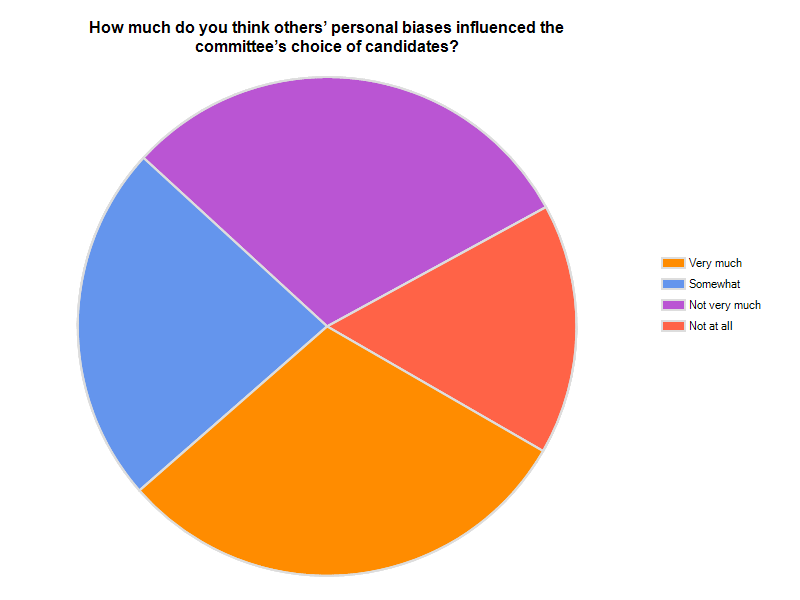 How much do you think others’ personal biases influenced the
committee’s choice of candidates?
Very much
Somewhat
Not very much
Not at all